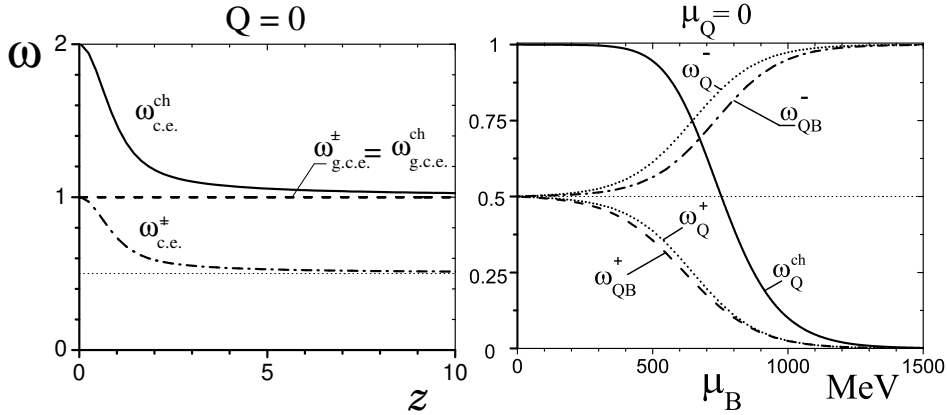 Q = 0
ω
2
1
0
ω^ch_c.e.
ω^±_g.c.e. = ω^ch_g.c.e.
ω^∓_c.e.
0 5 10
z
μ_Q = 0
1
0.75
0.5
0.25
0
ω^-_Q
ω^-_QB
ω^+_Q
ω^+_QB
ω^ch_Q
0 500 1000 1500
μ_B MeV